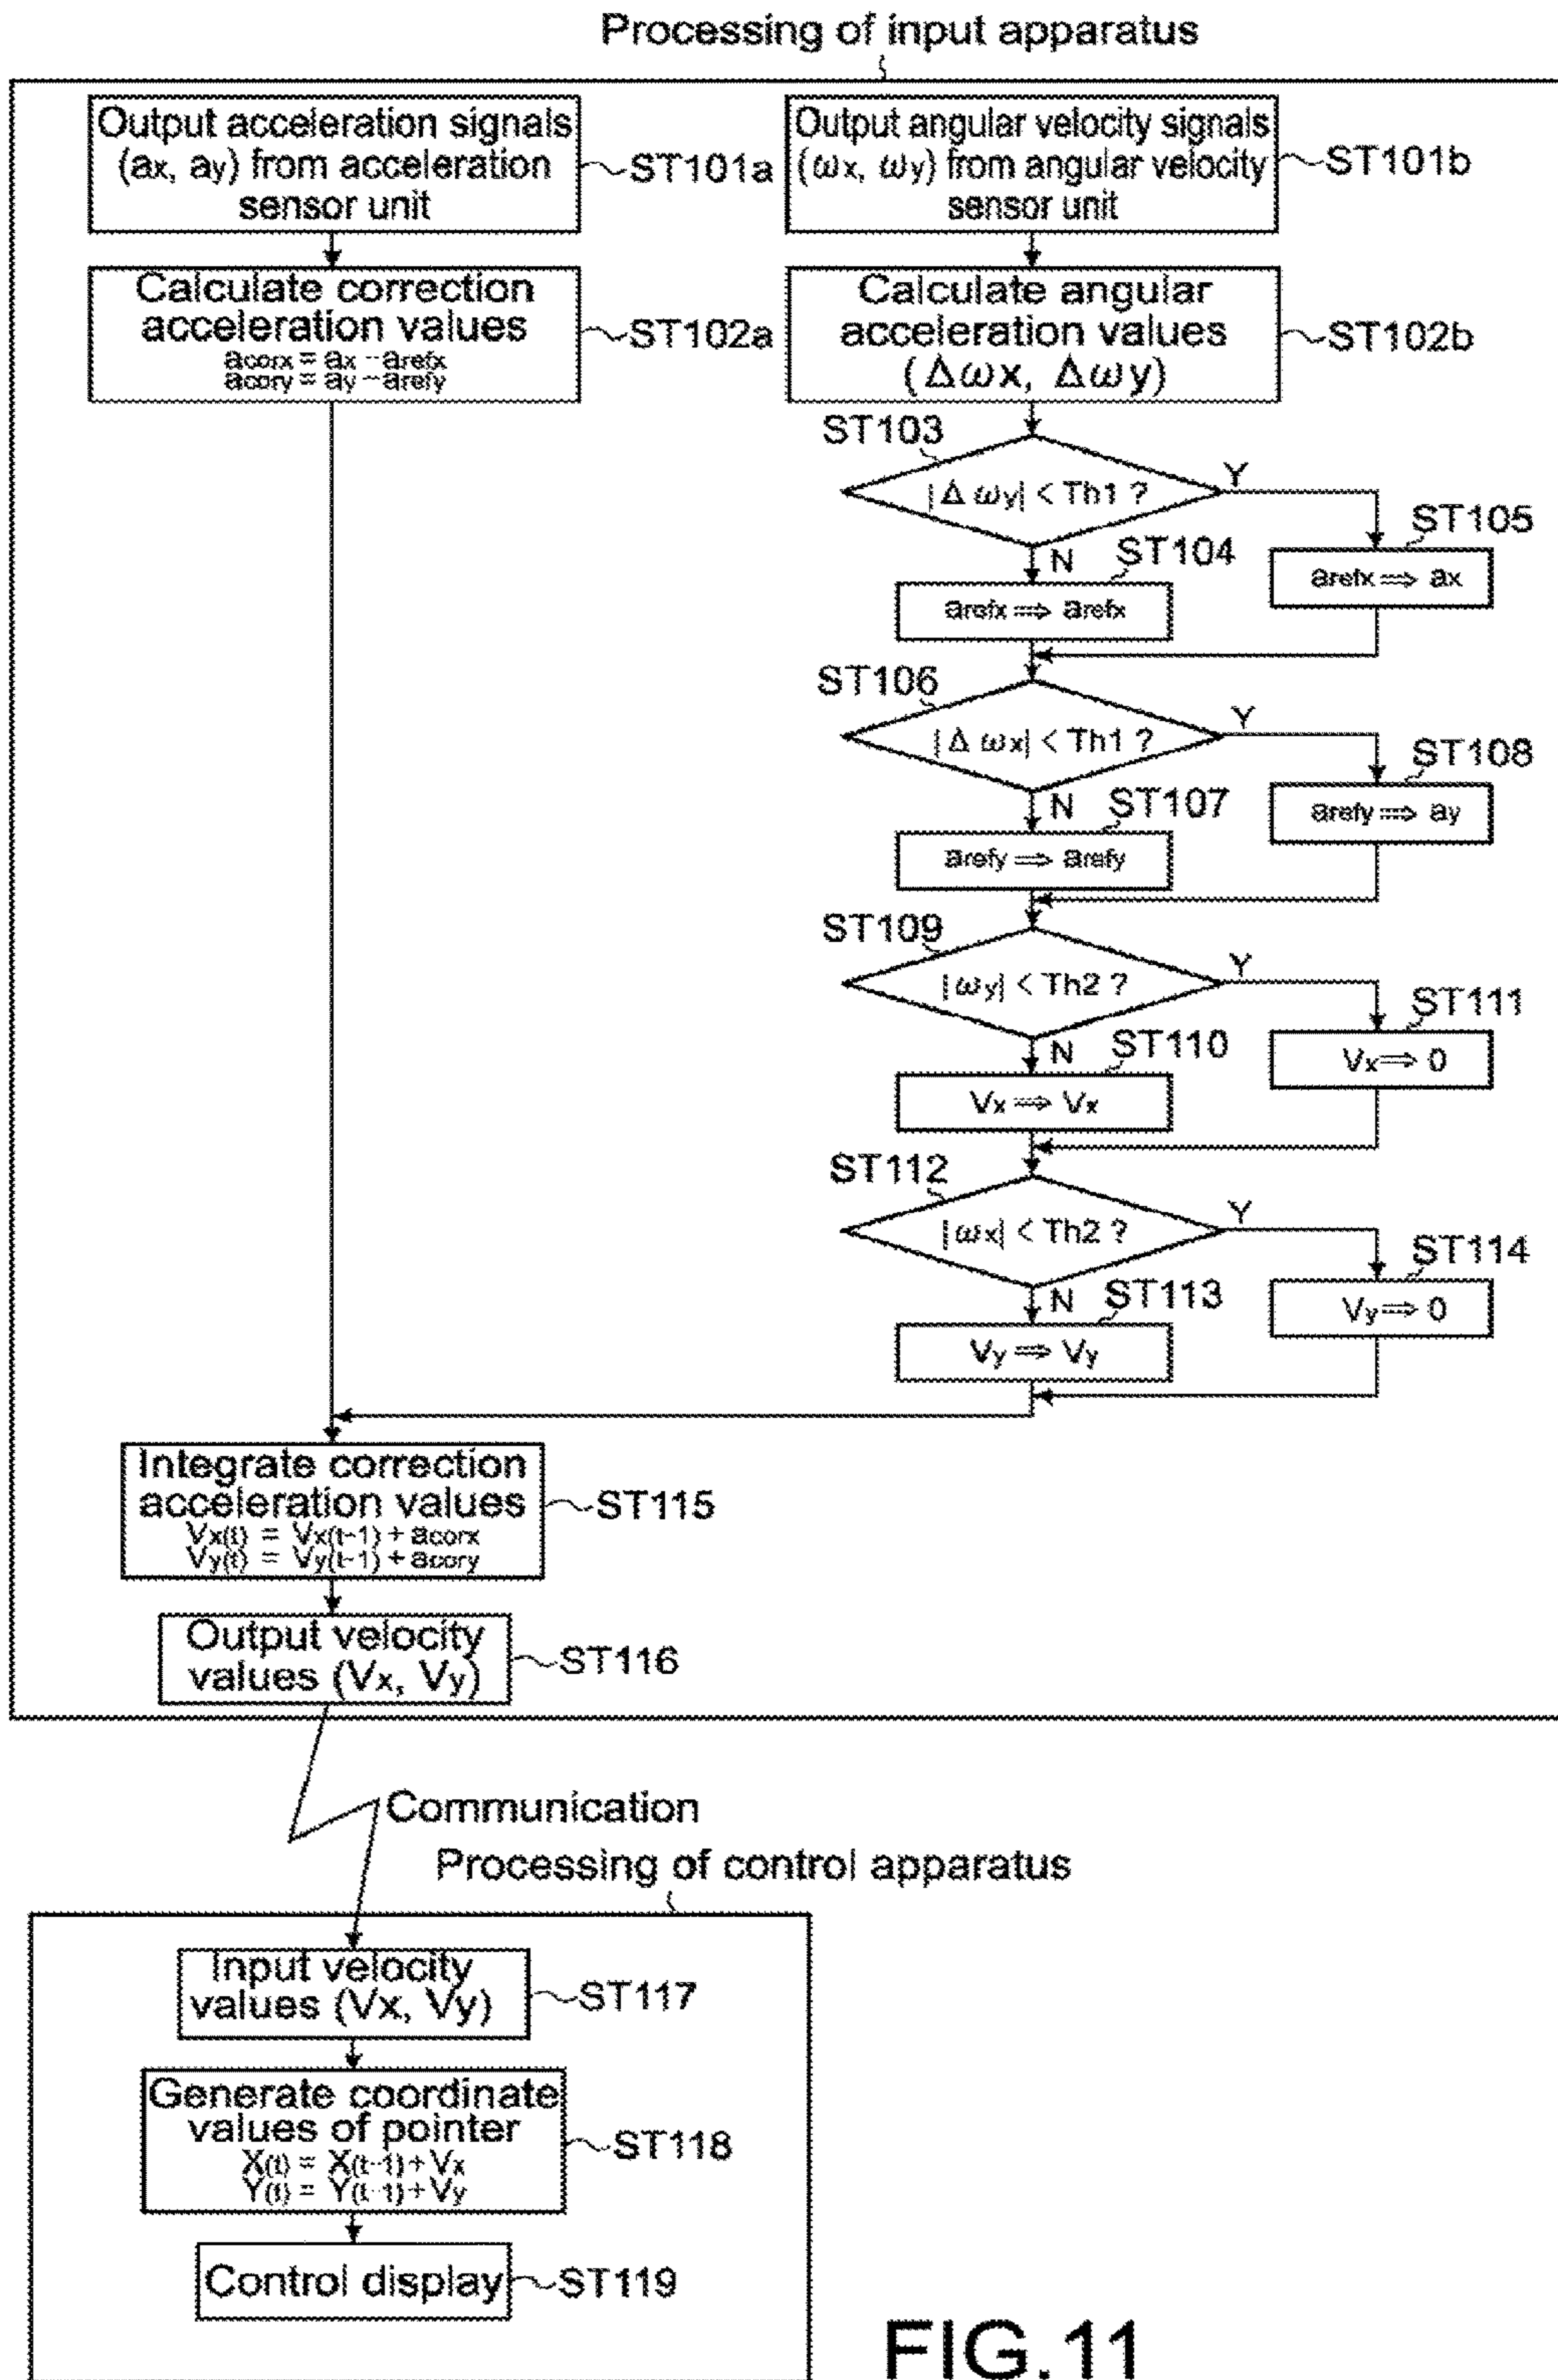 Processing of input apparatus
Output acceleration signals
(ax, ay) from acceleration
sensor unit
ST101a
Output angular velocity signals
(ωx, ωy) from angular velocity
sensor unit
ST101b
Calculate correction
acceleration values
acorx = ax -arefx
acory = ay -arefy
ST102a
Calculate angular
acceleration values
(Δωx, Δωy)
ST102b
ST103
|Δωy| < Th1 ?
Y
N
ST104
arefx ⇒ arefx
ST105
arefx ⇒ ax
ST106
|Δωx| < Th1 ?
Y
N
ST107
arefy ⇒ arefy
ST108
arefy ⇒ ay
ST109
|ωy| < Th2 ?
Y
N
ST110
Vx ⇒ Vx
ST111
Vx ⇒ 0
ST112
|ωx| < Th2 ?
Y
N
ST113
Vy ⇒ Vy
ST114
Vy ⇒ 0
Integrate correction
acceleration values
Vx(t) = Vx(t-1) + acorx
Vy(t) = Vy(t-1) + acory
ST115
Output velocity
values (Vx, Vy)
ST116
Communication
Processing of control apparatus
Input velocity
values (Vx, Vy)
ST117
Generate coordinate
values of pointer
X(t) = X(t-1) + Vx
Y(t) = Y(t-1) + Vy
ST118
Control display
ST119
FIG.11